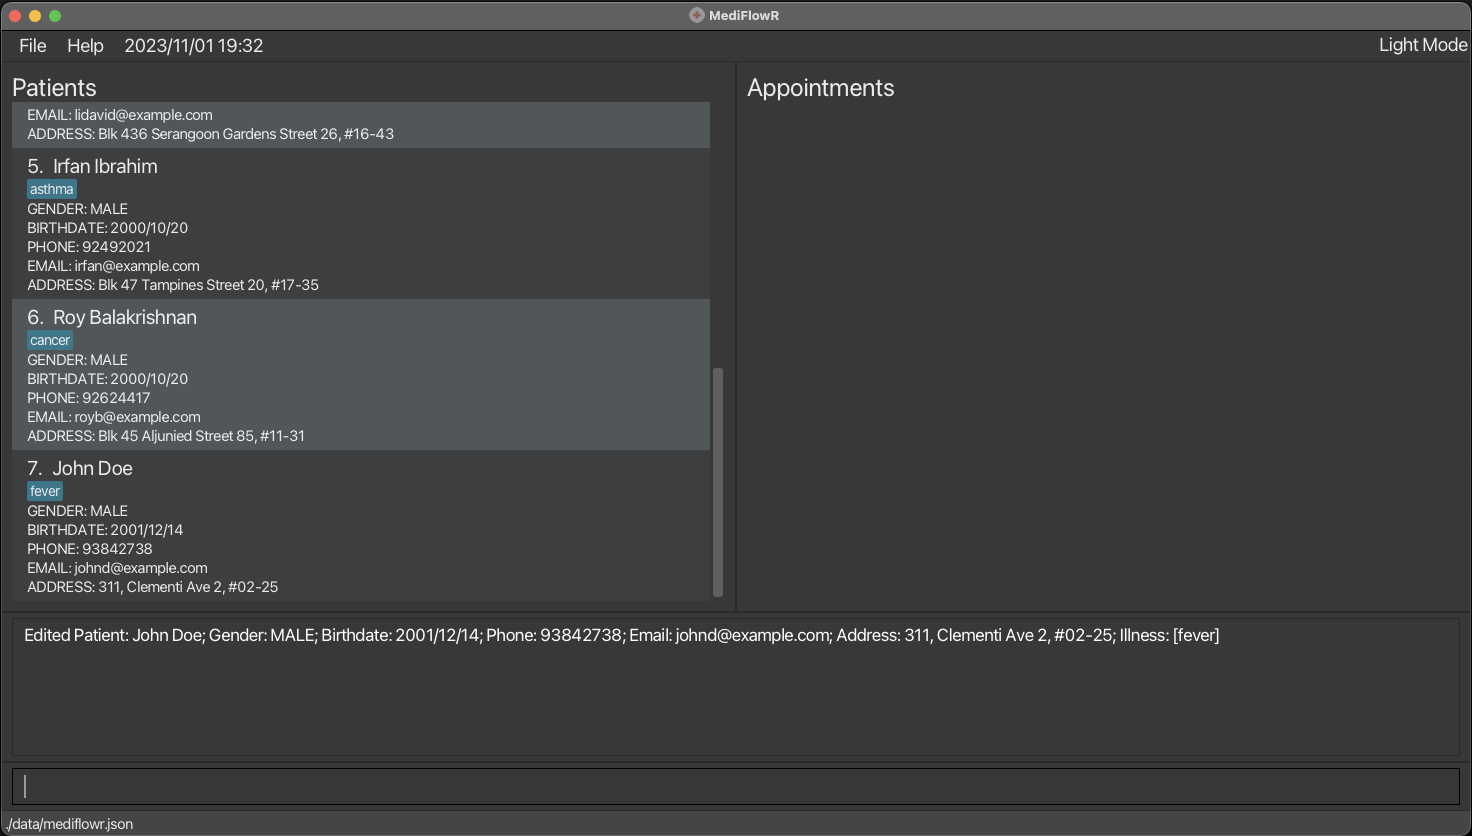 MediFlowR
File Help 2023/11/01 19:32 Light Mode
Patients
EMAIL: lidavid@example.com
ADDRESS: Blk 436 Serangoon Gardens Street 26, #16-43
5. Irfan Ibrahim
asthma
GENDER: MALE
BIRTHDATE: 2000/10/20
PHONE: 92492021
EMAIL: irfan@example.com
ADDRESS: Blk 47 Tampines Street 20, #17-35
6. Roy Balakrishnan
cancer
GENDER: MALE
BIRTHDATE: 2000/10/20
PHONE: 92624417
EMAIL: royb@example.com
ADDRESS: Blk 45 Aljunied Street 85, #11-31
7. John Doe
fever
GENDER: MALE
BIRTHDATE: 2001/12/14
PHONE: 93842738
EMAIL: johnd@example.com
ADDRESS: 311, Clementi Ave 2, #02-25
Appointments
Edited Patient: John Doe; Gender: MALE; Birthdate: 2001/12/14; Phone: 93842738; Email: johnd@example.com; Address: 311, Clementi Ave 2, #02-25; Illness: [fever]
./data/mediflowr.json